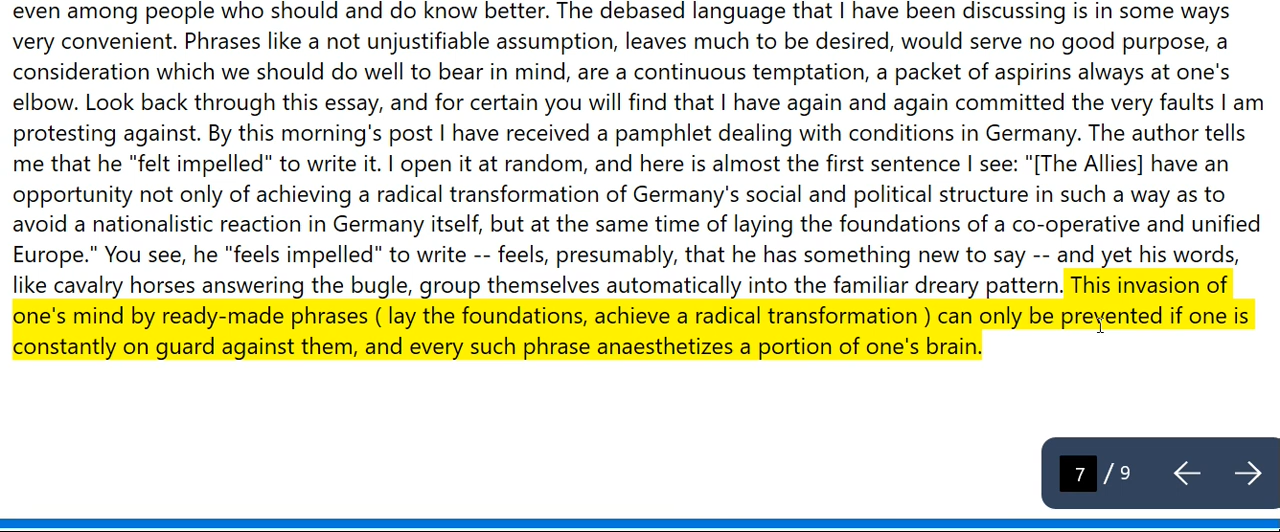 even among people who should and do know better. The debased language that I have been discussing is in some ways
very convenient. Phrases like a not unjustifiable assumption, leaves much to be desired, would serve no good purpose, a
consideration which we should do well to bear in mind, are a continuous temptation, a packet of aspirins always at one's
elbow. Look back through this essay, and for certain you will find that I have again and again committed the very faults I am
protesting against. By this morning's post I have received a pamphlet dealing with conditions in Germany. The author tells
me that he "felt impelled" to write it. I open it at random, and here is almost the first sentence I see: "[The Allies] have an
opportunity not only of achieving a radical transformation of Germany's social and political structure in such a way as to
avoid a nationalistic reaction in Germany itself, but at the same time of laying the foundations of a co-operative and unified
Europe." You see, he "feels impelled" to write -- feels, presumably, that he has something new to say -- and yet his words,
like cavalry horses answering the bugle, group themselves automatically into the familiar dreary pattern. This invasion of
one's mind by ready-made phrases ( lay the foundations, achieve a radical transformation ) can only be prevented if one is
constantly on guard against them, and every such phrase anaesthetizes a portion of one's brain.
7 / 9